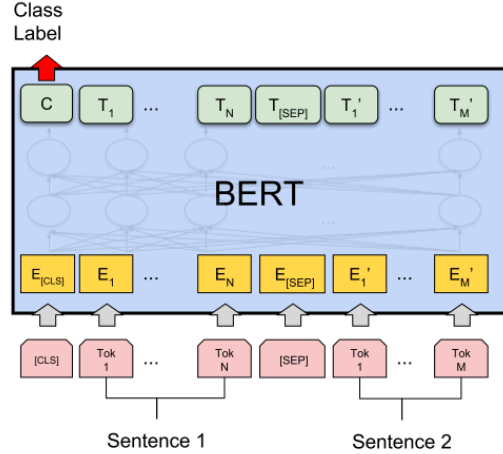 Class
Label
C T1 ... TN T[SEP] T1' ... TM'
...
BERT
...
E[CLS] E1 ... EN E[SEP] E1' ... EM'
[CLS] Tok 1 ... Tok N [SEP] Tok 1 ... Tok M
Sentence 1 Sentence 2